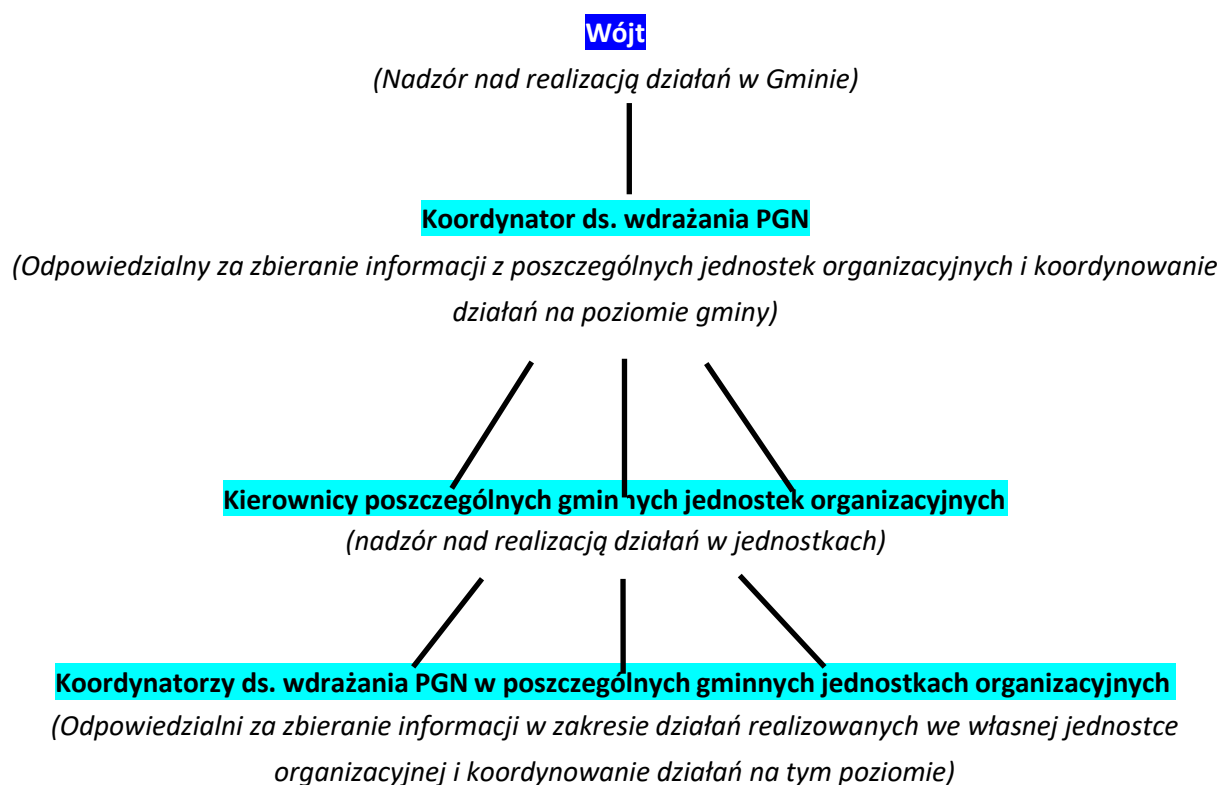 Wójt
(Nadzór nad realizacją działań w Gminie)
Koordynator ds. wdrażania PGN
(Odpowiedzialny za zbieranie informacji z poszczególnych jednostek organizacyjnych i koordynowanie
działań na poziomie gminy)
Kierownicy poszczególnych gminnych jednostek organizacyjnych
(nadzór nad realizacją działań w jednostkach)
Koordynatorzy ds. wdrażania PGN w poszczególnych gminnych jednostkach organizacyjnych
(Odpowiedzialni za zbieranie informacji w zakresie działań realizowanych we własnej jednostce
organizacyjnej i koordynowanie działań na tym poziomie)